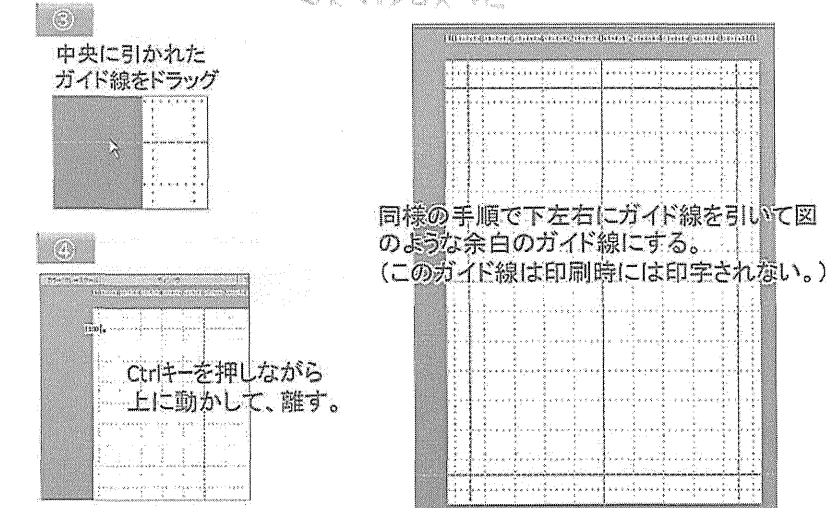 ③
中央に引かれた
ガイド線をドラッグ
④
Ctrlキーを押しながら
上に動かして、離す。
同様の手順で下左右にガイド線を引いて図
のような余白のガイド線にする。
（このガイド線は印刷時には印字されない。）